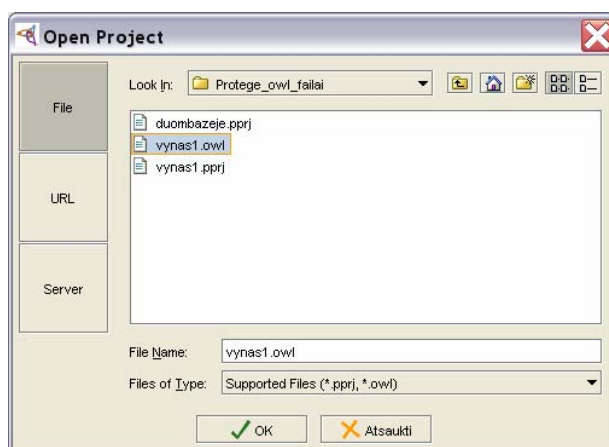 Open Project
File
URL
Server
Look In: Protege_owl_failai
duombazeje.pprj
vynas1.owl
vynas1.pprj
File Name: vynas1.owl
Files of Type: Supported Files (*.pprj, *.owl)
OK Atsaukti